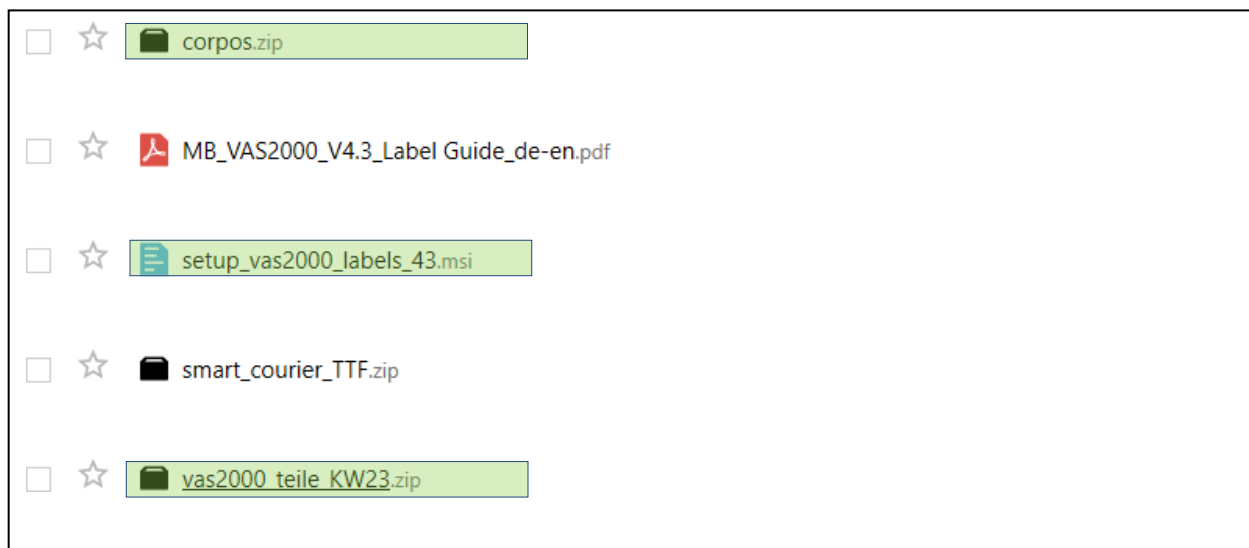 corpos.zip
MB_VAS2000_V4.3_Label Guide_de-en.pdf
setup_vas2000_labels_43.msi
smart_courier_TTF.zip
vas2000_teile_KW23.zip